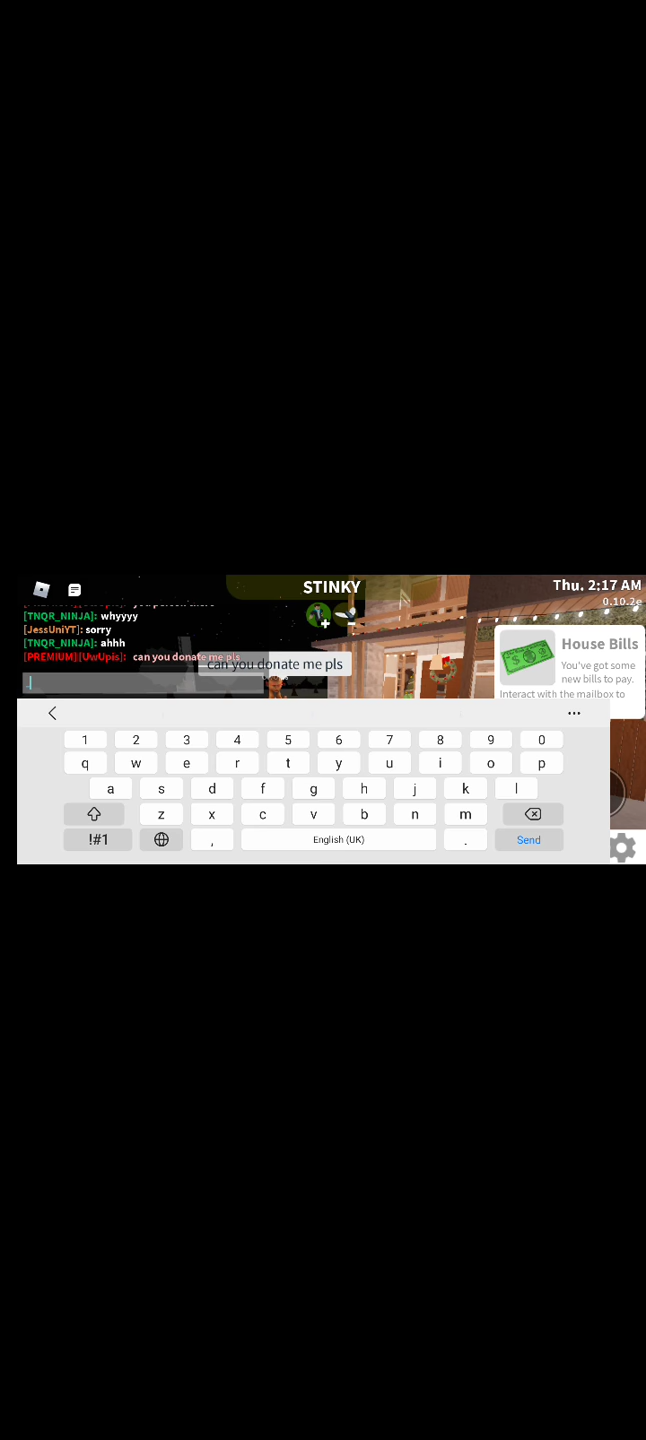 STINKY
Thu. 2:17 AM
0.10.2e
[TNQR_NINJA]: whyyyy
[JessUniYT]: sorry
[TNQR_NINJA]: ahhh
[PREMIUM][UwUpis]: can you donate me pls
can you donate me pls
House Bills
You've got some
new bills to pay.
Interact with the mailbox to
1 2 3 4 5 6 7 8 9 0
q w e r t y u i o p
a s d f g h j k l
z x c v b n m
!#1 , English (UK) . Send